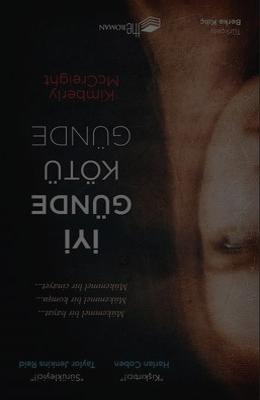 "Kışkırtıcı!"
Harlan Coben
"Sürükleyici!"
Taylor Jenkins Reid
Mükemmel bir hayat...
Mükemmel bir komşu...
Mükemmel bir cinayet...
İYİ
GÜNDE
KÖTÜ
GÜNDE
Kimberly
McCreight
the ROMAN
Türkçesi
Berke Kılıç